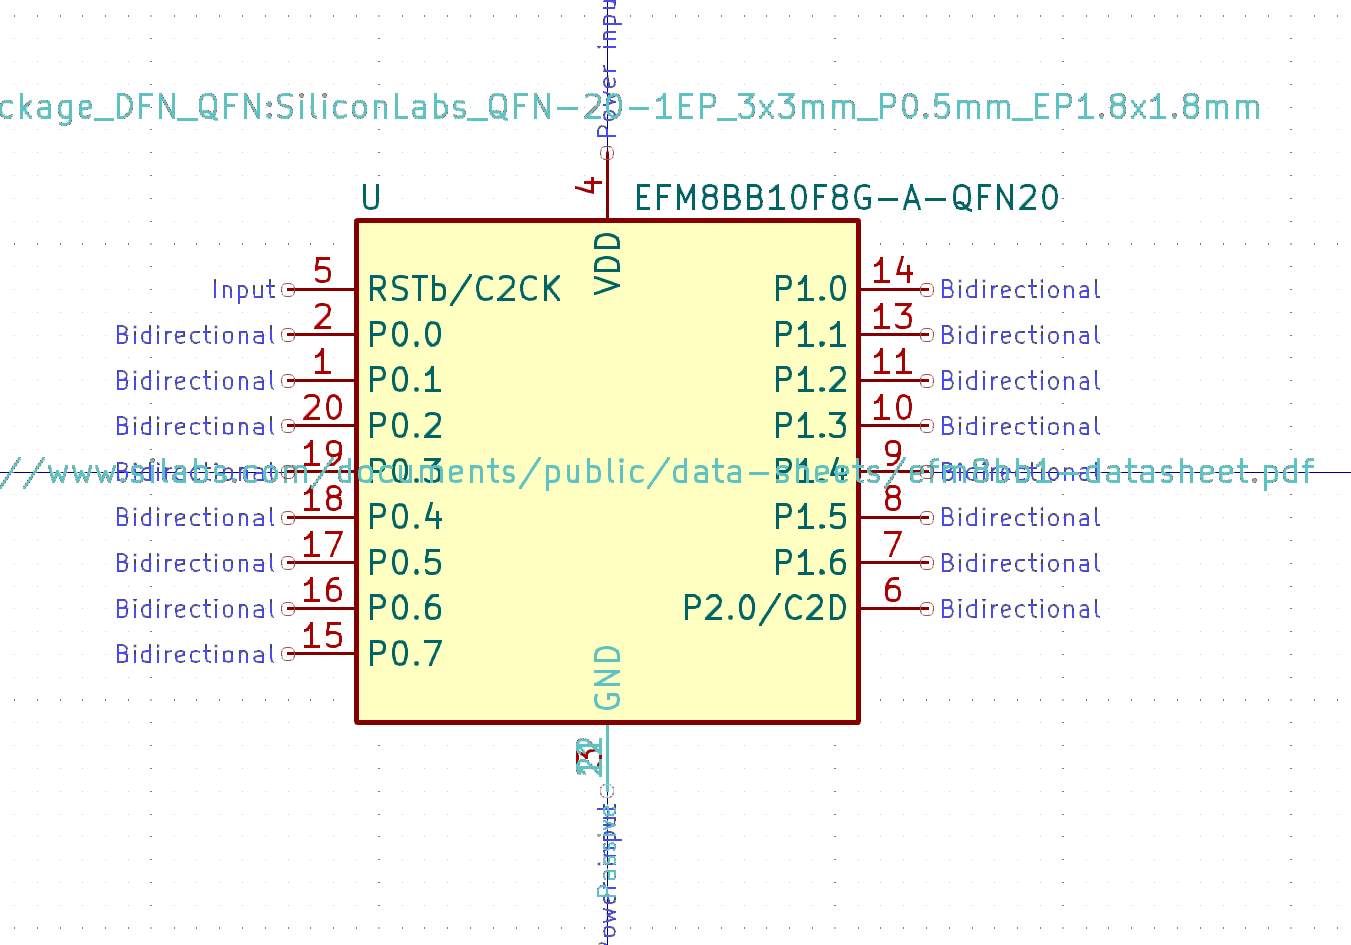 Power input
ckage_DFN_QFN:SiliconLabs_QFN-20-1EP_3x3mm_P0.5mm_EP1.8x1.8mm
4
U EFM8BB10F8G-A-QFN20
VDD
Input 5 RSTb/C2CK P1.0 14 Bidirectional
Bidirectional 2 P0.0 P1.1 13 Bidirectional
Bidirectional 1 P0.1 P1.2 11 Bidirectional
Bidirectional 20 P0.2 P1.3 10 Bidirectional
Bidirectional 19 P0.3 P1.4 9 Bidirectional
//www.silabs.com/documents/public/data-sheets/efm8bb1-datasheet.pdf
Bidirectional 18 P0.4 P1.5 8 Bidirectional
Bidirectional 17 P0.5 P1.6 7 Bidirectional
Bidirectional 16 P0.6 P2.0/C2D 6 Bidirectional
Bidirectional 15 P0.7
GND
Passive
Power input